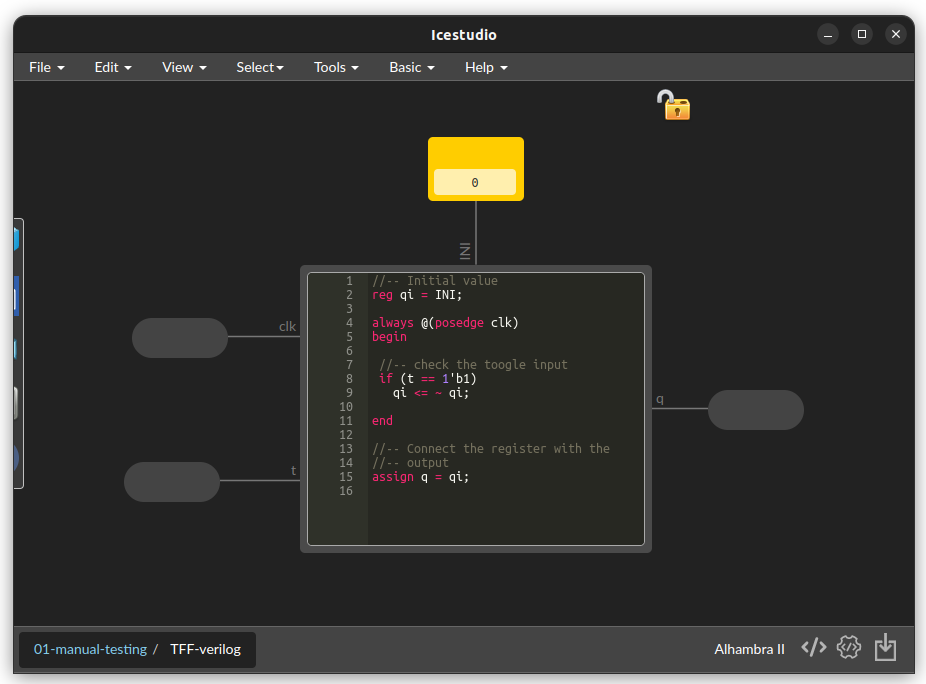 Icestudio
File Edit View Select Tools Basic Help
0
INI
1 //-- Initial value
2 reg qi = INI;
3
4 always @(posedge clk)
5 begin
6
7 //-- check the toogle input
8 if (t == 1'b1)
9 qi <= ~ qi;
10
11 end
12
13 //-- Connect the register with the
14 //-- output
15 assign q = qi;
16
clk
t
q
01-manual-testing / TFF-verilog
Alhambra II </> </>